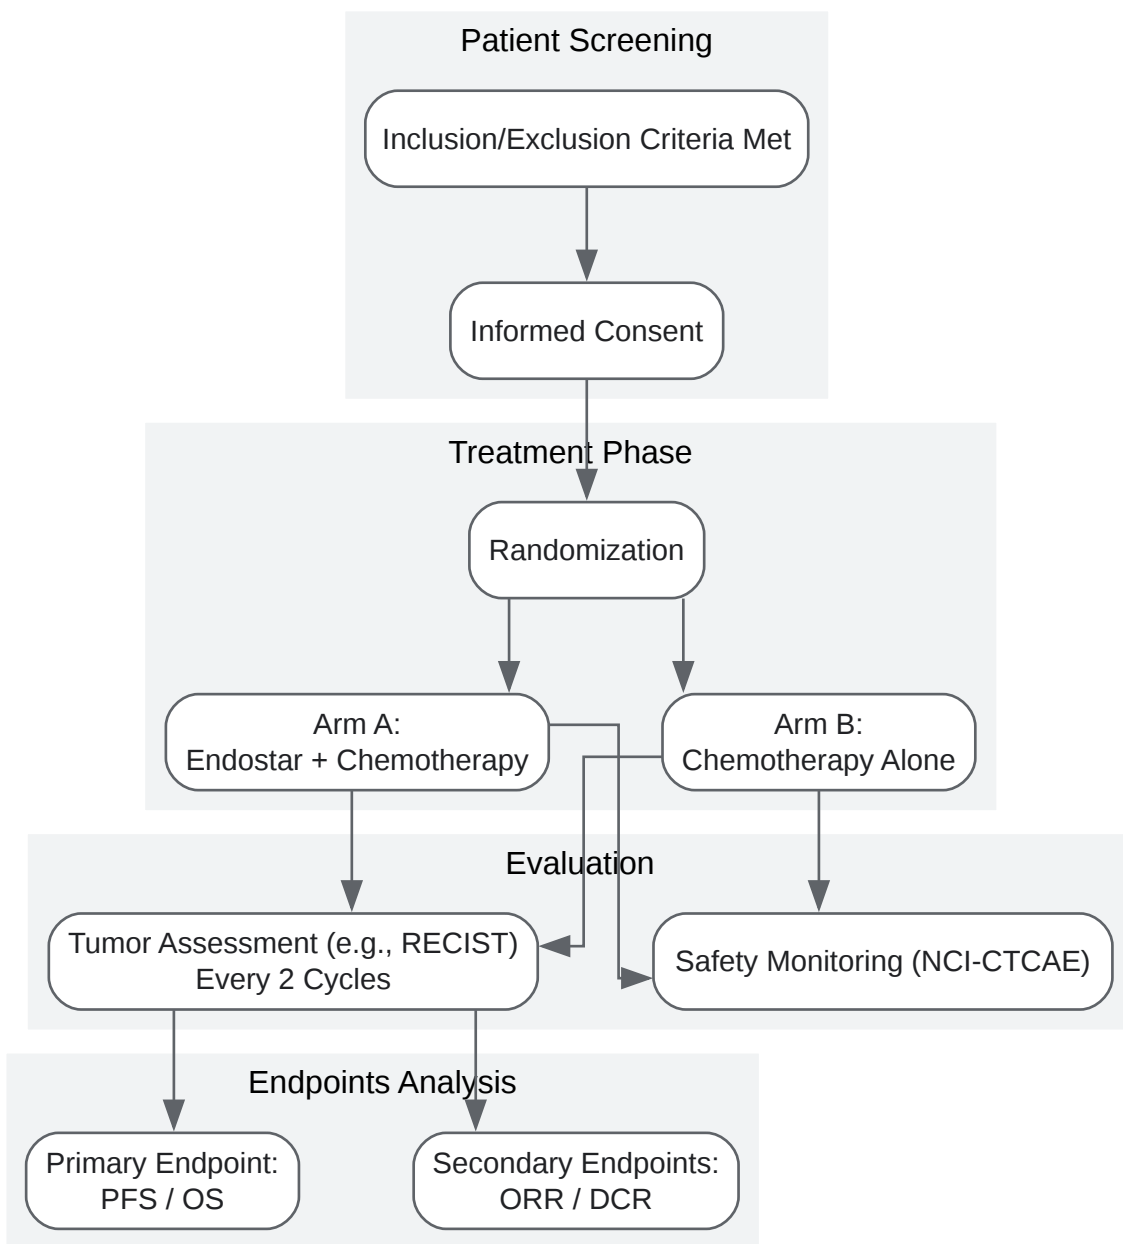 Patient Screening
Inclusion/Exclusion Criteria Met
Informed Consent
Treatment Phase
Randomization
Arm A:
Endostar + Chemotherapy
Arm B:
Chemotherapy Alone
Evaluation
Tumor Assessment (e.g., RECIST)
Every 2 Cycles
Safety Monitoring (NCI-CTCAE)
Endpoints Analysis
Primary Endpoint:
PFS / OS
Secondary Endpoints:
ORR / DCR